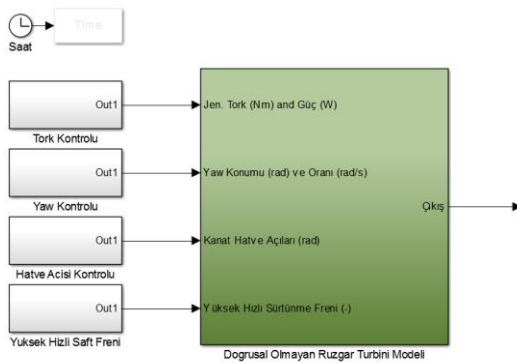 Time
Saat
Out1
Tork Kontrolu
Out1
Yaw Kontrolu
Out1
Hatve Acisi Kontrolu
Out1
Yuksek Hizli Saft Freni
Jen. Tork (Nm) and Güç (W)
Yaw Konumu (rad) ve Oranı (rad/s)
Kanat Hatve Açıları (rad)
Yüksek Hızlı Sürtünme Freni (-)
Çıkış
Dogrusal Olmayan Ruzgar Turbini Modeli